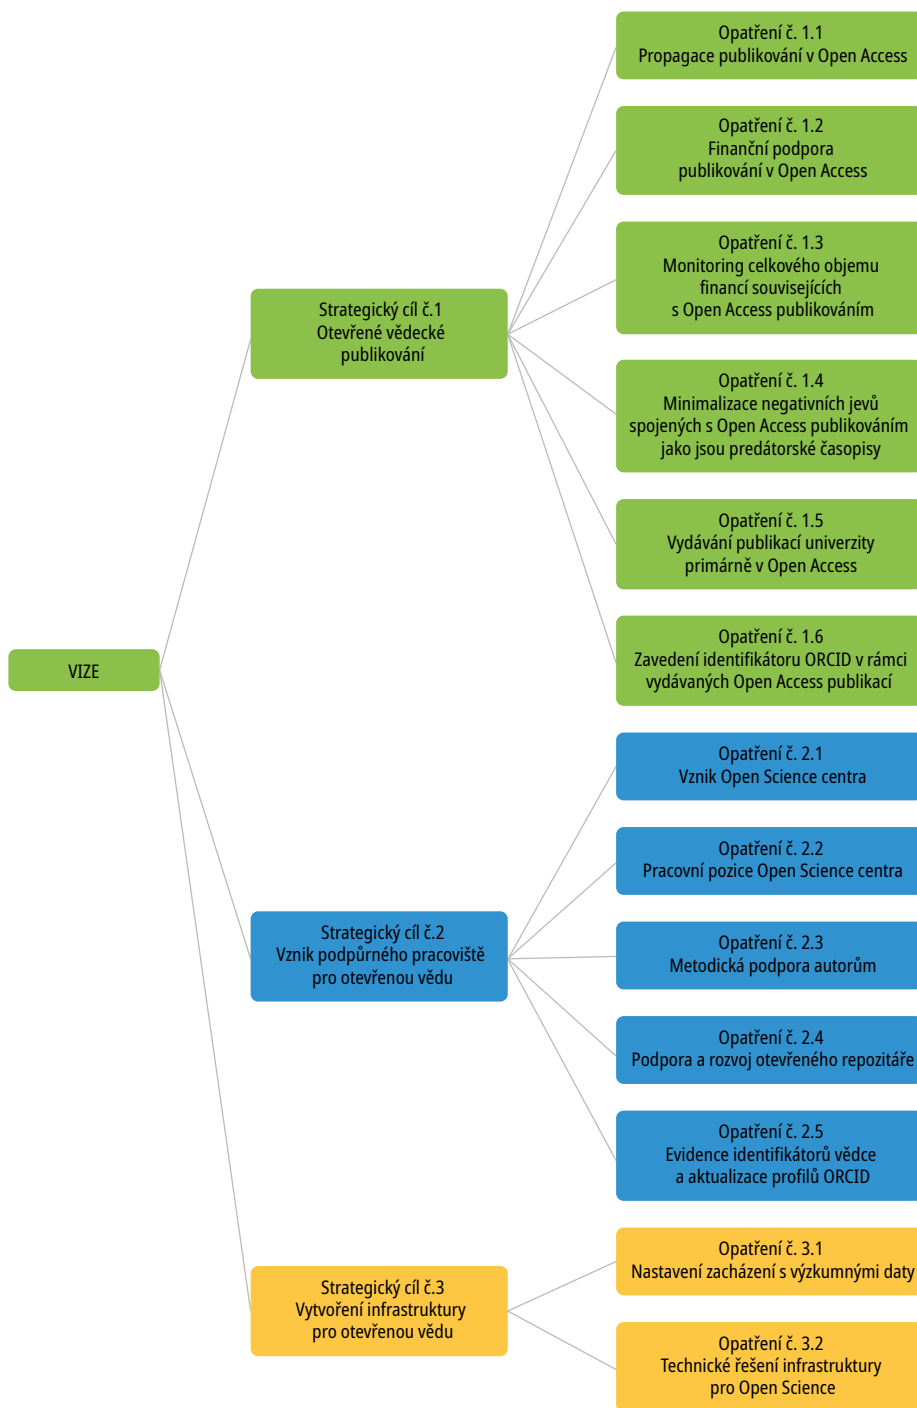 VIZE
Strategický cíl č.1
Otevřené vědecké
publikování
Opatření č. 1.1
Propagace publikování v Open Access
Opatření č. 1.2
Finanční podpora
publikování v Open Access
Opatření č. 1.3
Monitoring celkového objemu
financí souvisejících
s Open Access publikováním
Opatření č. 1.4
Minimalizace negativních jevů
spojených s Open Access publikováním
jako jsou predátorské časopisy
Opatření č. 1.5
Vydávání publikací univerzity
primárně v Open Access
Opatření č. 1.6
Zavedení identifikátoru ORCID v rámci
vydávaných Open Access publikací
Strategický cíl č.2
Vznik podpůrného pracoviště
pro otevřenou vědu
Opatření č. 2.1
Vznik Open Science centra
Opatření č. 2.2
Pracovní pozice Open Science centra
Opatření č. 2.3
Metodická podpora autorům
Opatření č. 2.4
Podpora a rozvoj otevřeného repozitáře
Opatření č. 2.5
Evidence identifikátorů vědce
a aktualizace profilů ORCID
Strategický cíl č.3
Vytvoření infrastruktury
pro otevřenou vědu
Opatření č. 3.1
Nastavení zacházení s výzkumnými daty
Opatření č. 3.2
Technické řešení infrastruktury
pro Open Science